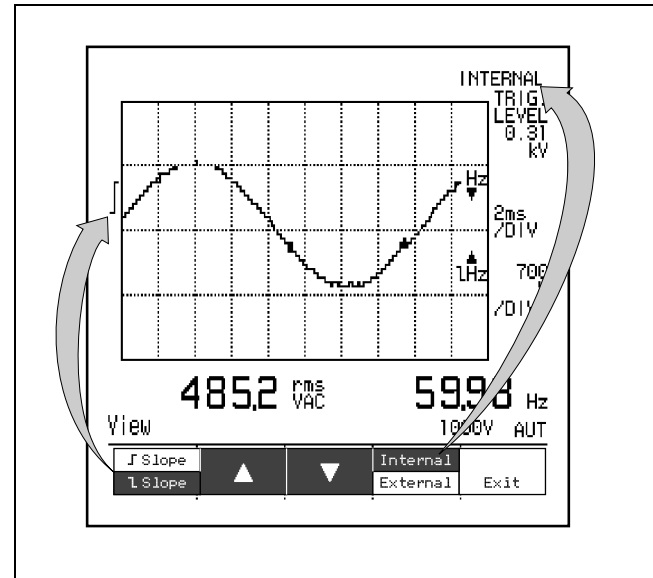 INTERNAL
TRIG.
LEVEL
0.31
kV
Hz
2ms
/DIV
Hz
700
/DIV
485.2 rms VAC
59.98 Hz
View
1000V AUT
Slope
Internal
Slope
External
Exit